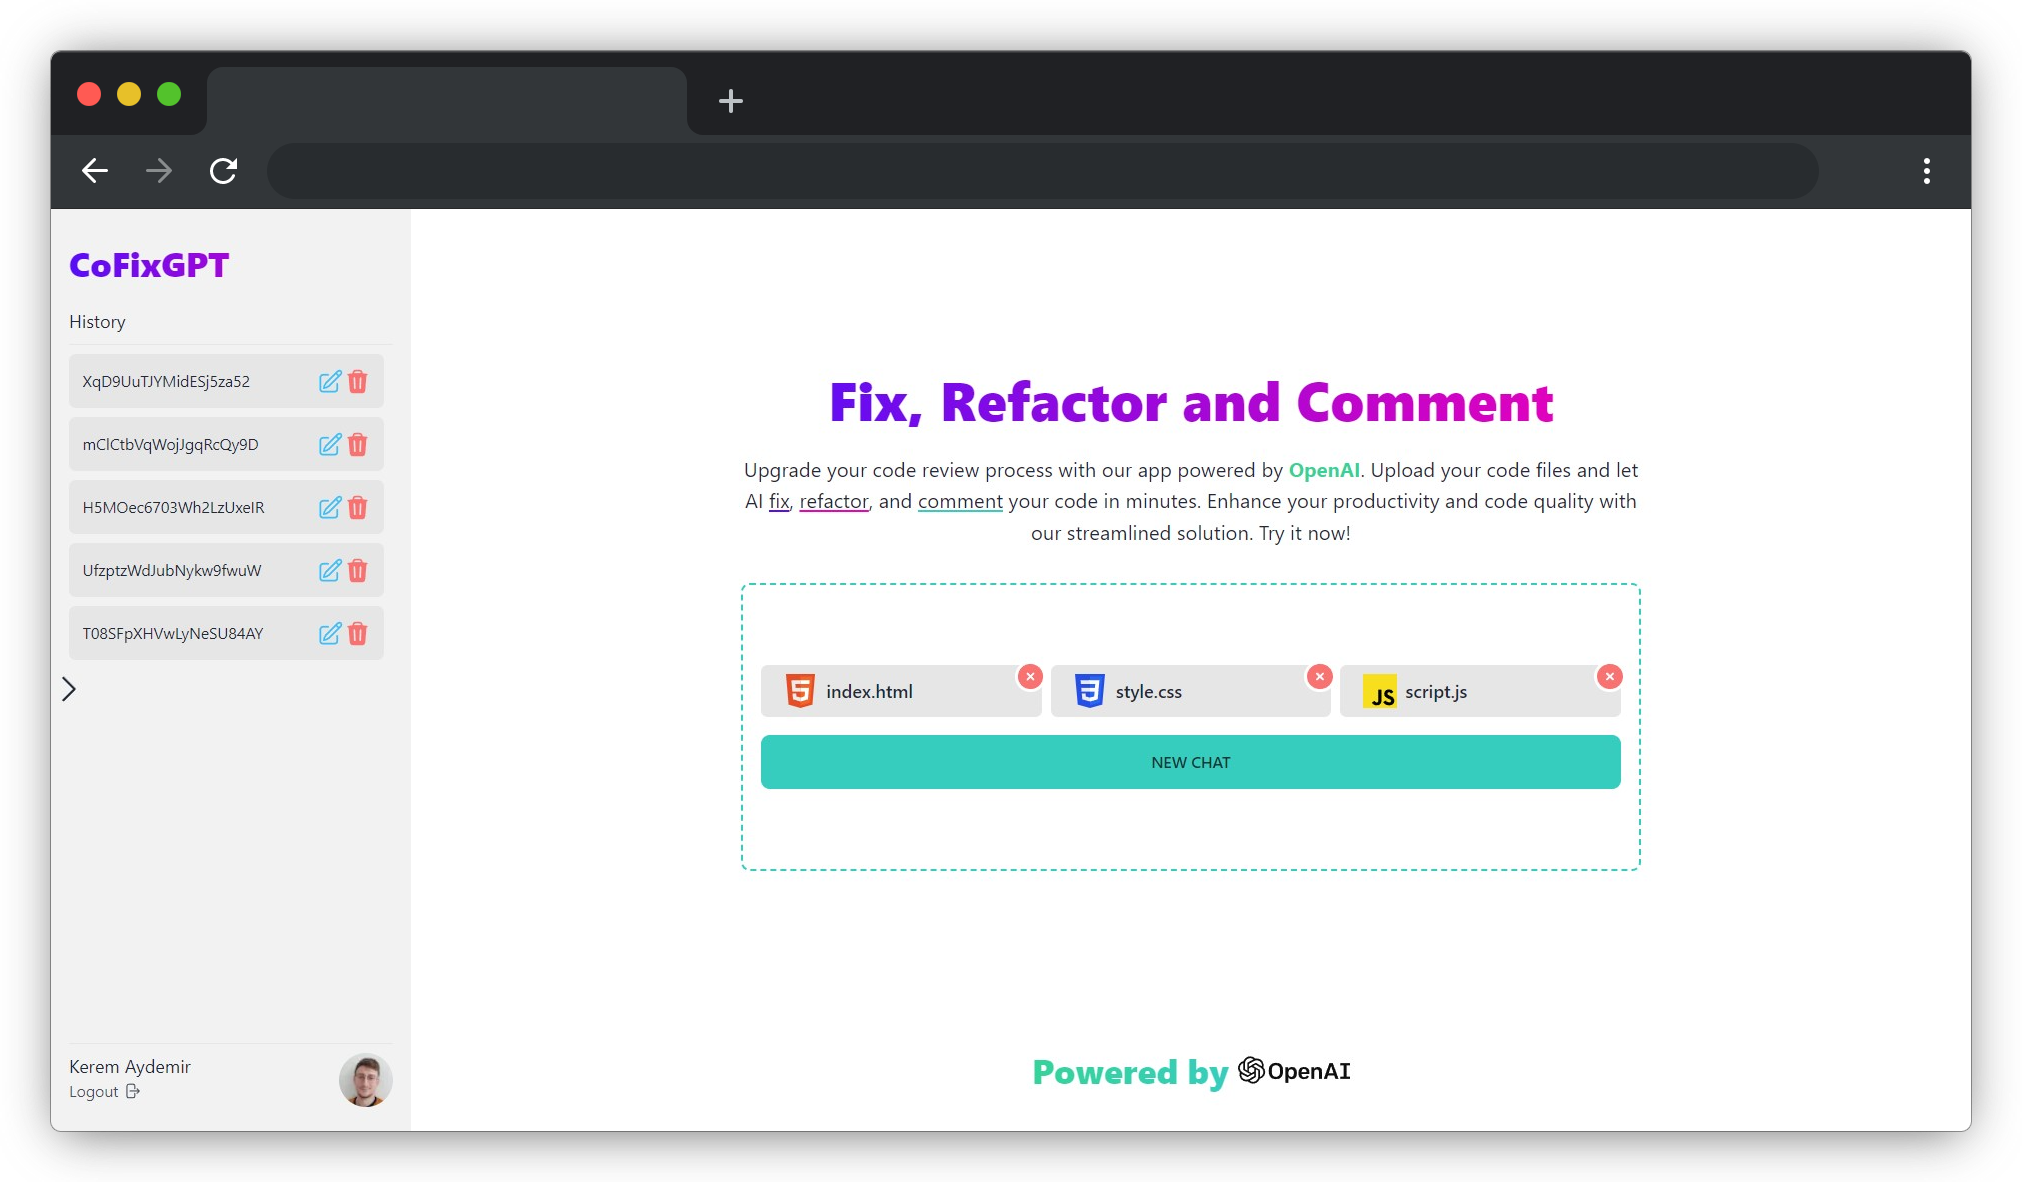 CoFixGPT
History
XqD9UuTJYMidESj5za52
mClCtbVqWojJgqRcQy9D
H5MOec6703Wh2LzUxeIR
UfzptzWdJubNykw9fwuW
T08SFpXHVwLyNeSU84AY
Kerem Aydemir
Logout
Fix, Refactor and Comment
Upgrade your code review process with our app powered by OpenAI. Upload your code files and let
AI fix, refactor, and comment your code in minutes. Enhance your productivity and code quality with
our streamlined solution. Try it now!
index.html
style.css
JS script.js
NEW CHAT
Powered by OpenAI